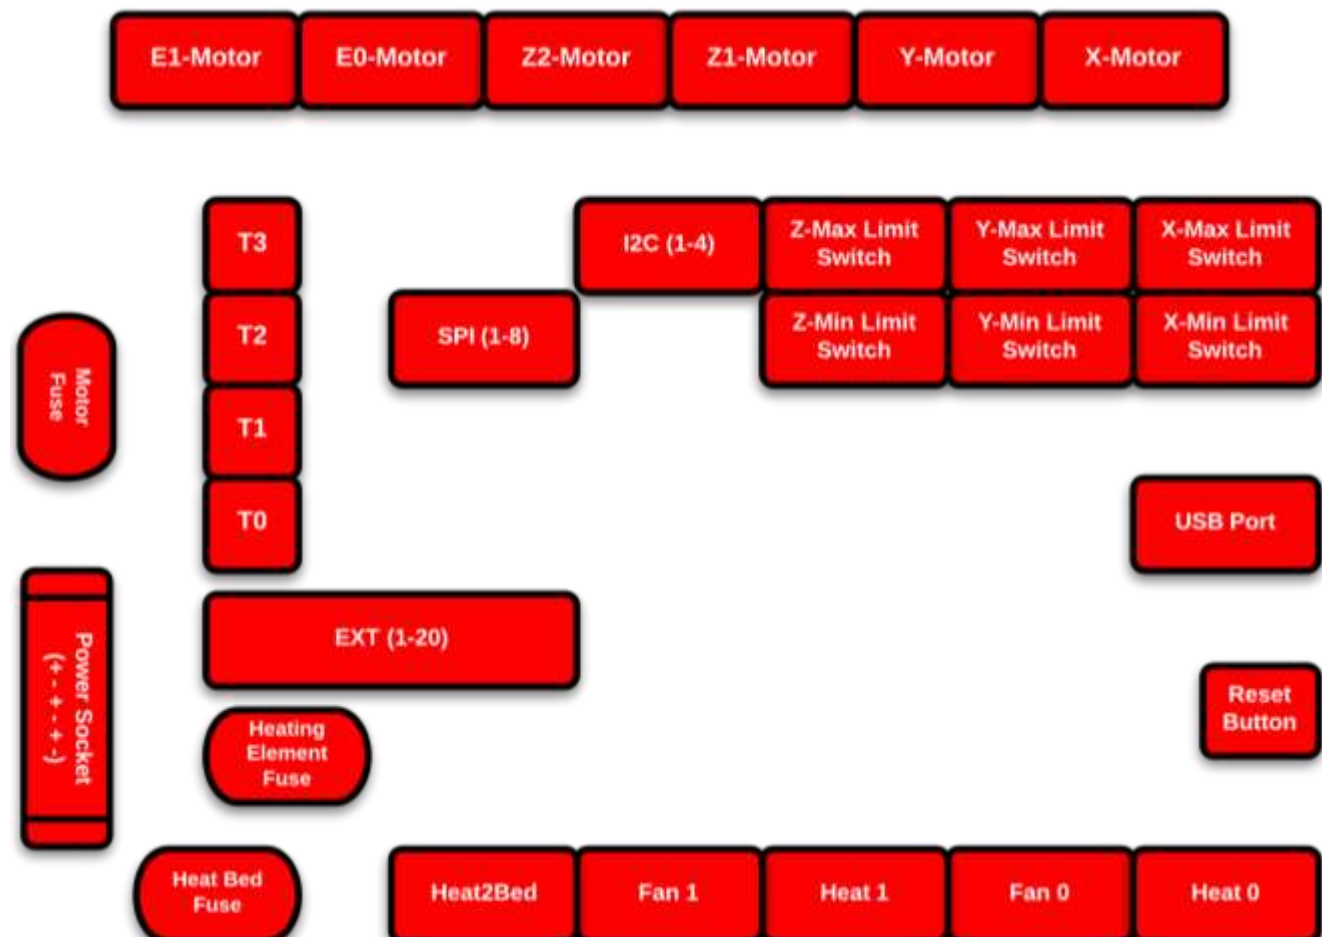 E1-Motor
E0-Motor
Z2-Motor
Z1-Motor
Y-Motor
X-Motor
T3
I2C (1-4)
Z-Max Limit
Switch
Y-Max Limit
Switch
X-Max Limit
Switch
T2
SPI (1-8)
Z-Min Limit
Switch
Y-Min Limit
Switch
X-Min Limit
Switch
Motor
Fuse
T1
T0
USB Port
Power Socket
(+ - + - + -)
EXT (1-20)
Reset
Button
Heating
Element
Fuse
Heat Bed
Fuse
Heat2Bed
Fan 1
Heat 1
Fan 0
Heat 0